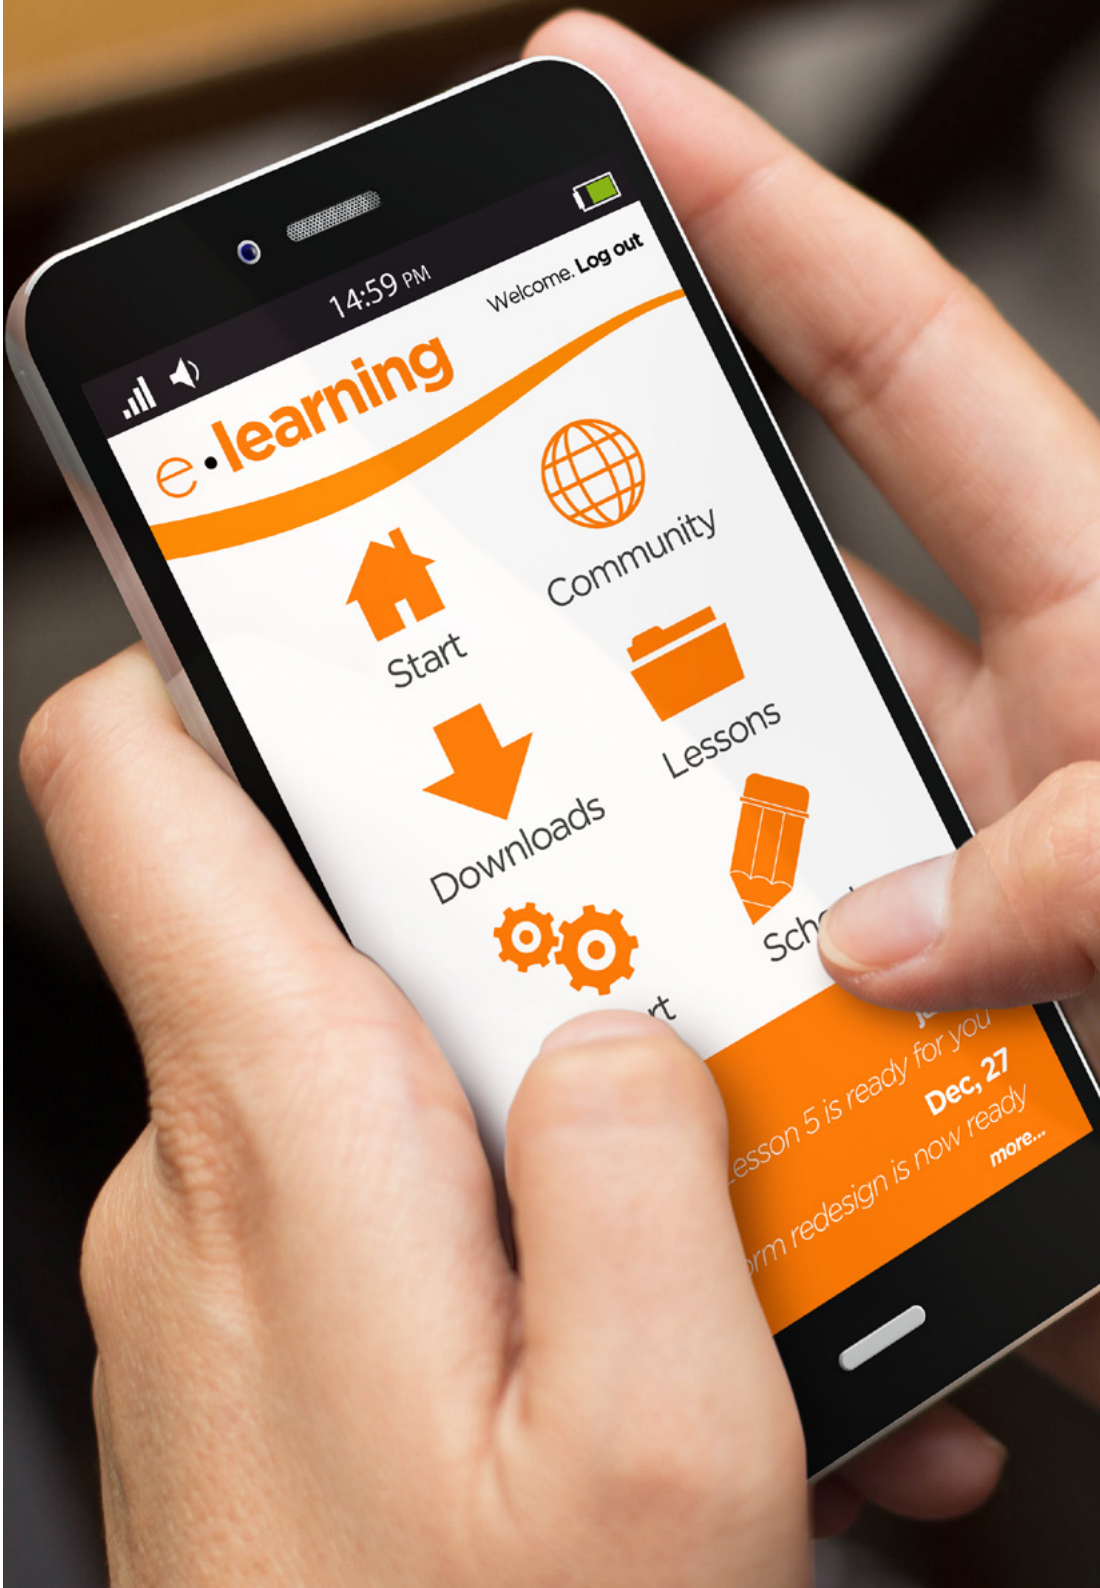 14:59 PM
Welcome. Log out
e·learning
Start
Community
Downloads
Lessons
5 is ready for you
Dec, 27
redesign is now ready
more...